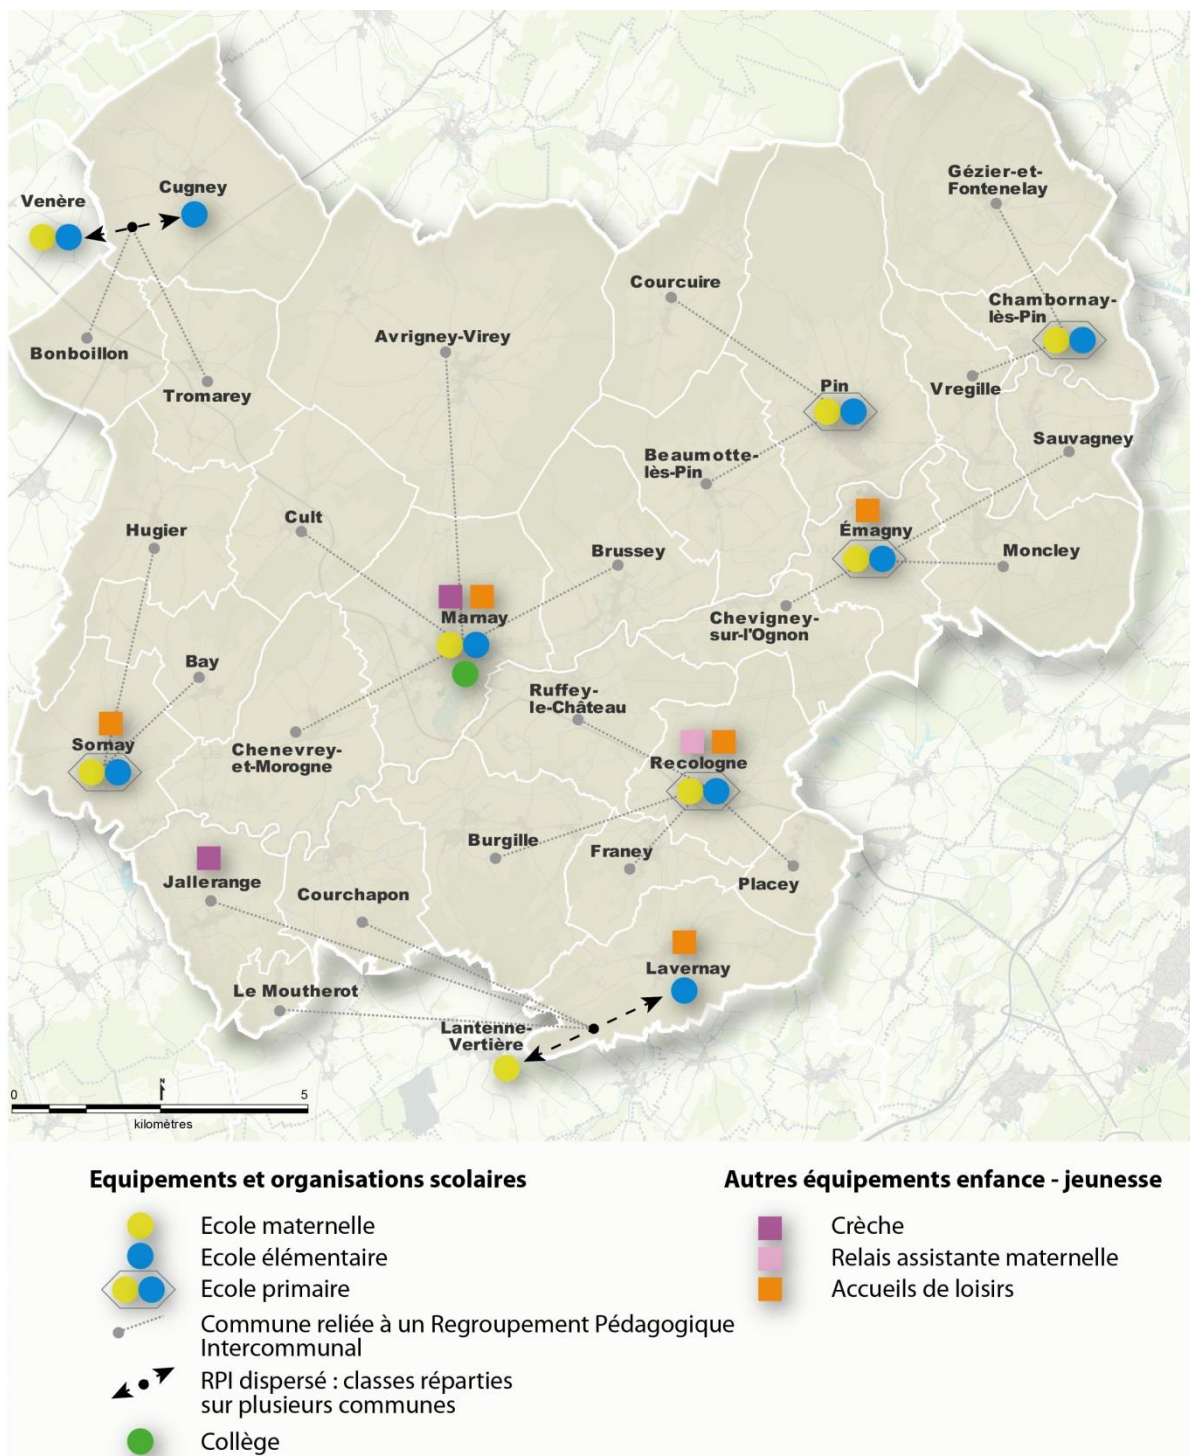 Gézier-et-
Fontenelay
Cugney
Venère
Courcuire
Chambornay-
lès-Pin
Avrigney-Virey
Bonboillon
Tromarey
Vregille
Pin
Sauvagney
Beaumotte-
lès-Pin
Cult
Hugier
Émagny
Brussey
Moncley
Marnay
Chevigney-
sur-l'Ognon
Bay
Ruffey-
le-Château
Sornay
Chenevrey-
et-Morogne
Recologne
Burgille
Franey
Jallerange
Placey
Courchapon
Lavernay
Le Moutherot
Lantenne-
Vertière
N
0
5
kilomètres
Equipements et organisations scolaires
Ecole maternelle
Ecole élémentaire
Ecole primaire
Commune reliée à un Regroupement Pédagogique
Intercommunal
RPI dispersé : classes réparties
sur plusieurs communes
Collège
Autres équipements enfance - jeunesse
Crèche
Relais assistante maternelle
Accueils de loisirs